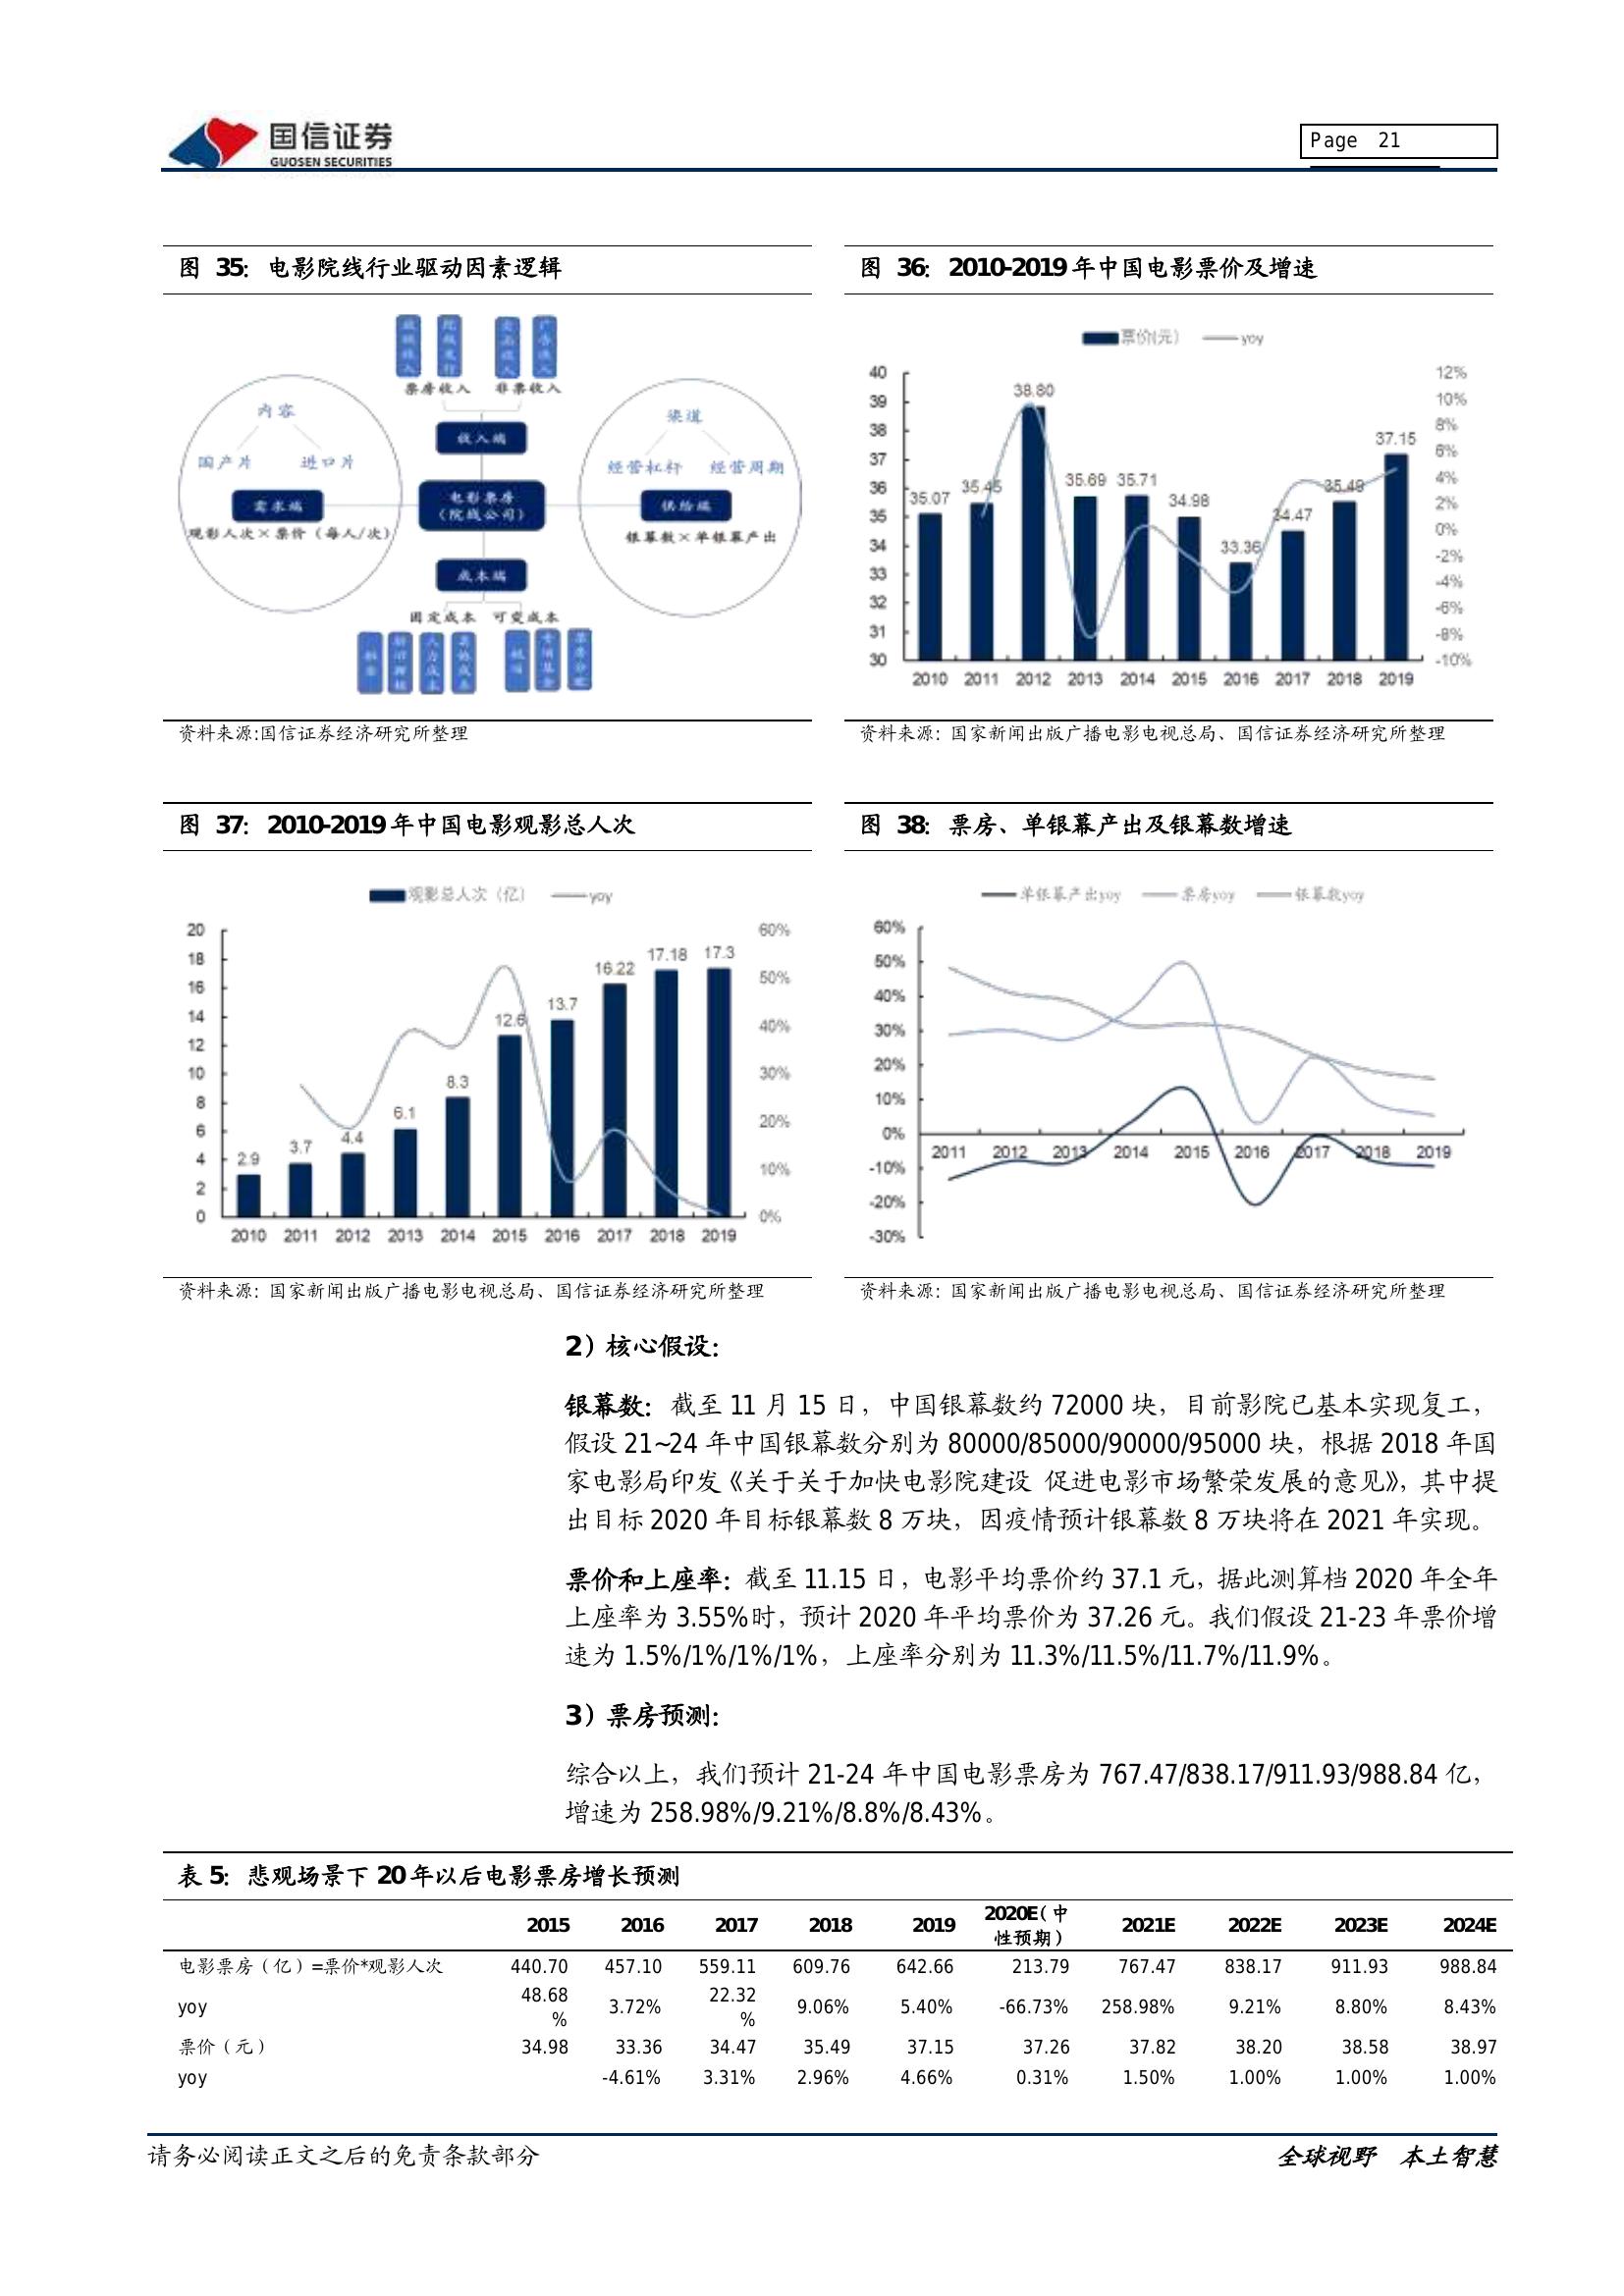 国信证券
GUOSEN SECURITIES
Page 21
图 35：电影院线行业驱动因素逻辑
票房收入 非票收入
收入端
内容
国产片 进口片
需求端
观影人次×票价（每人/次）
电影票房
（院线公司）
渠道
经营杠杆 经营周期
供给端
银幕数×单银幕产出
成本端
固定成本 可变成本
资料来源:国信证券经济研究所整理
图 36：2010-2019年中国电影票价及增速
票价(元) yoy
40
39
38
37
36
35
34
33
32
31
30
12%
10%
8%
6%
4%
2%
0%
-2%
-4%
-6%
-8%
-10%
35.07 35.45 38.80 35.69 35.71 34.98 33.36 34.47 35.49 37.15
2010 2011 2012 2013 2014 2015 2016 2017 2018 2019
资料来源：国家新闻出版广播电影电视总局、国信证券经济研究所整理
图 37：2010-2019年中国电影观影总人次
观影总人次（亿） yoy
20
18
16
14
12
10
8
6
4
2
0
60%
50%
40%
30%
20%
10%
0%
2.9 3.7 4.4 6.1 8.3 12.6 13.7 16.22 17.18 17.3
2010 2011 2012 2013 2014 2015 2016 2017 2018 2019
资料来源：国家新闻出版广播电影电视总局、国信证券经济研究所整理
图 38：票房、单银幕产出及银幕数增速
单银幕产出yoy 票房yoy 银幕数yoy
60%
50%
40%
30%
20%
10%
0%
-10%
-20%
-30%
2011 2012 2013 2014 2015 2016 2017 2018 2019
资料来源：国家新闻出版广播电影电视总局、国信证券经济研究所整理
2）核心假设：
银幕数：截至 11 月 15 日，中国银幕数约 72000 块，目前影院已基本实现复工，
假设 21~24 年中国银幕数分别为 80000/85000/90000/95000 块，根据 2018 年国
家电影局印发《关于关于加快电影院建设 促进电影市场繁荣发展的意见》，其中提
出目标 2020 年目标银幕数 8 万块，因疫情预计银幕数 8 万块将在 2021 年实现。
票价和上座率：截至 11.15 日，电影平均票价约 37.1 元，据此测算档 2020 年全年
上座率为 3.55%时，预计 2020 年平均票价为 37.26 元。我们假设 21-23 年票价增
速为 1.5%/1%/1%/1%，上座率分别为 11.3%/11.5%/11.7%/11.9%。
3）票房预测：
综合以上，我们预计 21-24 年中国电影票房为 767.47/838.17/911.93/988.84 亿，
增速为 258.98%/9.21%/8.8%/8.43%。
表 5：悲观场景下 20 年以后电影票房增长预测
2015 2016 2017 2018 2019 2020E（中性预期） 2021E 2022E 2023E 2024E
电影票房（亿）=票价*观影人次 440.70 457.10 559.11 609.76 642.66 213.79 767.47 838.17 911.93 988.84
yoy 48.68% 3.72% 22.32% 9.06% 5.40% -66.73% 258.98% 9.21% 8.80% 8.43%
票价（元） 34.98 33.36 34.47 35.49 37.15 37.26 37.82 38.20 38.58 38.97
yoy -4.61% 3.31% 2.96% 4.66% 0.31% 1.50% 1.00% 1.00% 1.00%
请务必阅读正文之后的免责条款部分
全球视野 本土智慧